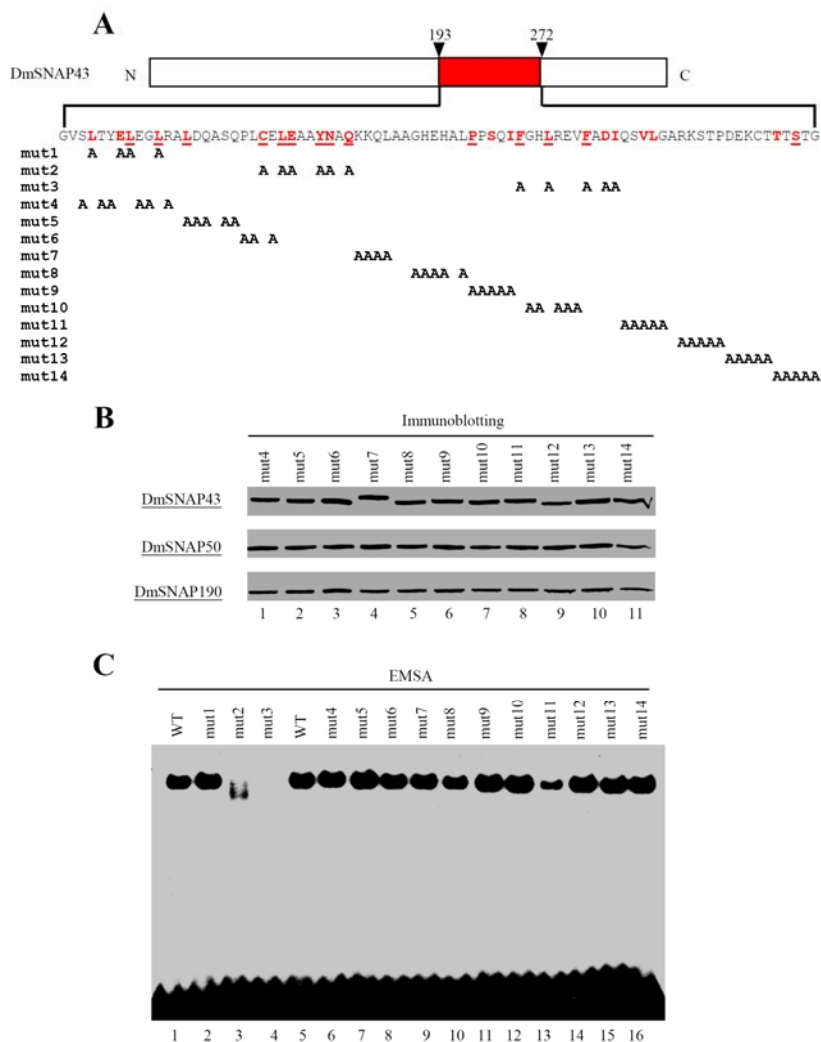 A
193 272
DmSNAP43 N C
GVSLTYELEGLRALDQASQPLCELEAAYNAQKKQLAAGHEHALPPSQIFGHLREVFADIQSVLGARKSTPDEKCTTTSTG
mut1 A AA A
mut2 A AA AA A
mut3 A A A AA
mut4 A AA AA A
mut5 AAA AA
mut6 AA A
mut7 AAAA
mut8 AAAA A
mut9 AAAAA
mut10 AA AAA
mut11 AAAAA
mut12 AAAAA
mut13 AAAAA
mut14 AAAAA
B
Immunoblotting
mut4 mut5 mut6 mut7 mut8 mut9 mut10 mut11 mut12 mut13 mut14
DmSNAP43
DmSNAP50
DmSNAP190
1 2 3 4 5 6 7 8 9 10 11
C
EMSA
WT mut1 mut2 mut3 WT mut4 mut5 mut6 mut7 mut8 mut9 mut10 mut11 mut12 mut13 mut14
1 2 3 4 5 6 7 8 9 10 11 12 13 14 15 16